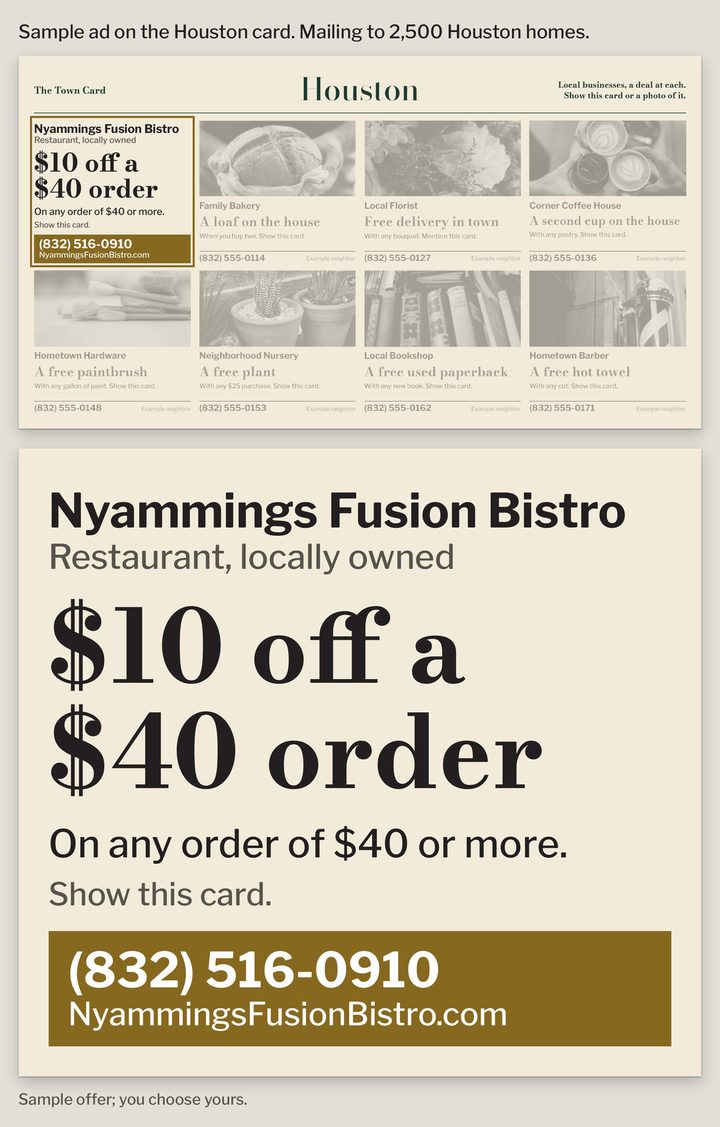 Sample ad on the Houston card. Mailing to 2,500 Houston homes.
The Town Card
Houston
Local businesses, a deal at each.
Show this card or a photo of it.
Nyammings Fusion Bistro
Restaurant, locally owned
$10 off a
$40 order
On any order of $40 or more.
Show this card.
(832) 516-0910
NyammingsFusionBistro.com
Family Bakery
A loaf on the house
When you buy two. Show this card.
(832) 555-0114
Example neighbor
Local Florist
Free delivery in town
With any bouquet. Mention this card.
(832) 555-0127
Example neighbor
Corner Coffee House
A second cup on the house
With any pastry. Show this card.
(832) 555-0136
Example neighbor
Hometown Hardware
A free paintbrush
With any gallon of paint. Show this card.
(832) 555-0148
Example neighbor
Neighborhood Nursery
A free plant
With any $25 purchase. Show this card.
(832) 555-0153
Example neighbor
Local Bookshop
A free used paperback
With any new book. Show this card.
(832) 555-0162
Example neighbor
Hometown Barber
A free hot towel
With any cut. Show this card.
(832) 555-0171
Example neighbor
Nyammings Fusion Bistro
Restaurant, locally owned
$10 off a
$40 order
On any order of $40 or more.
Show this card.
(832) 516-0910
NyammingsFusionBistro.com
Sample offer; you choose yours.